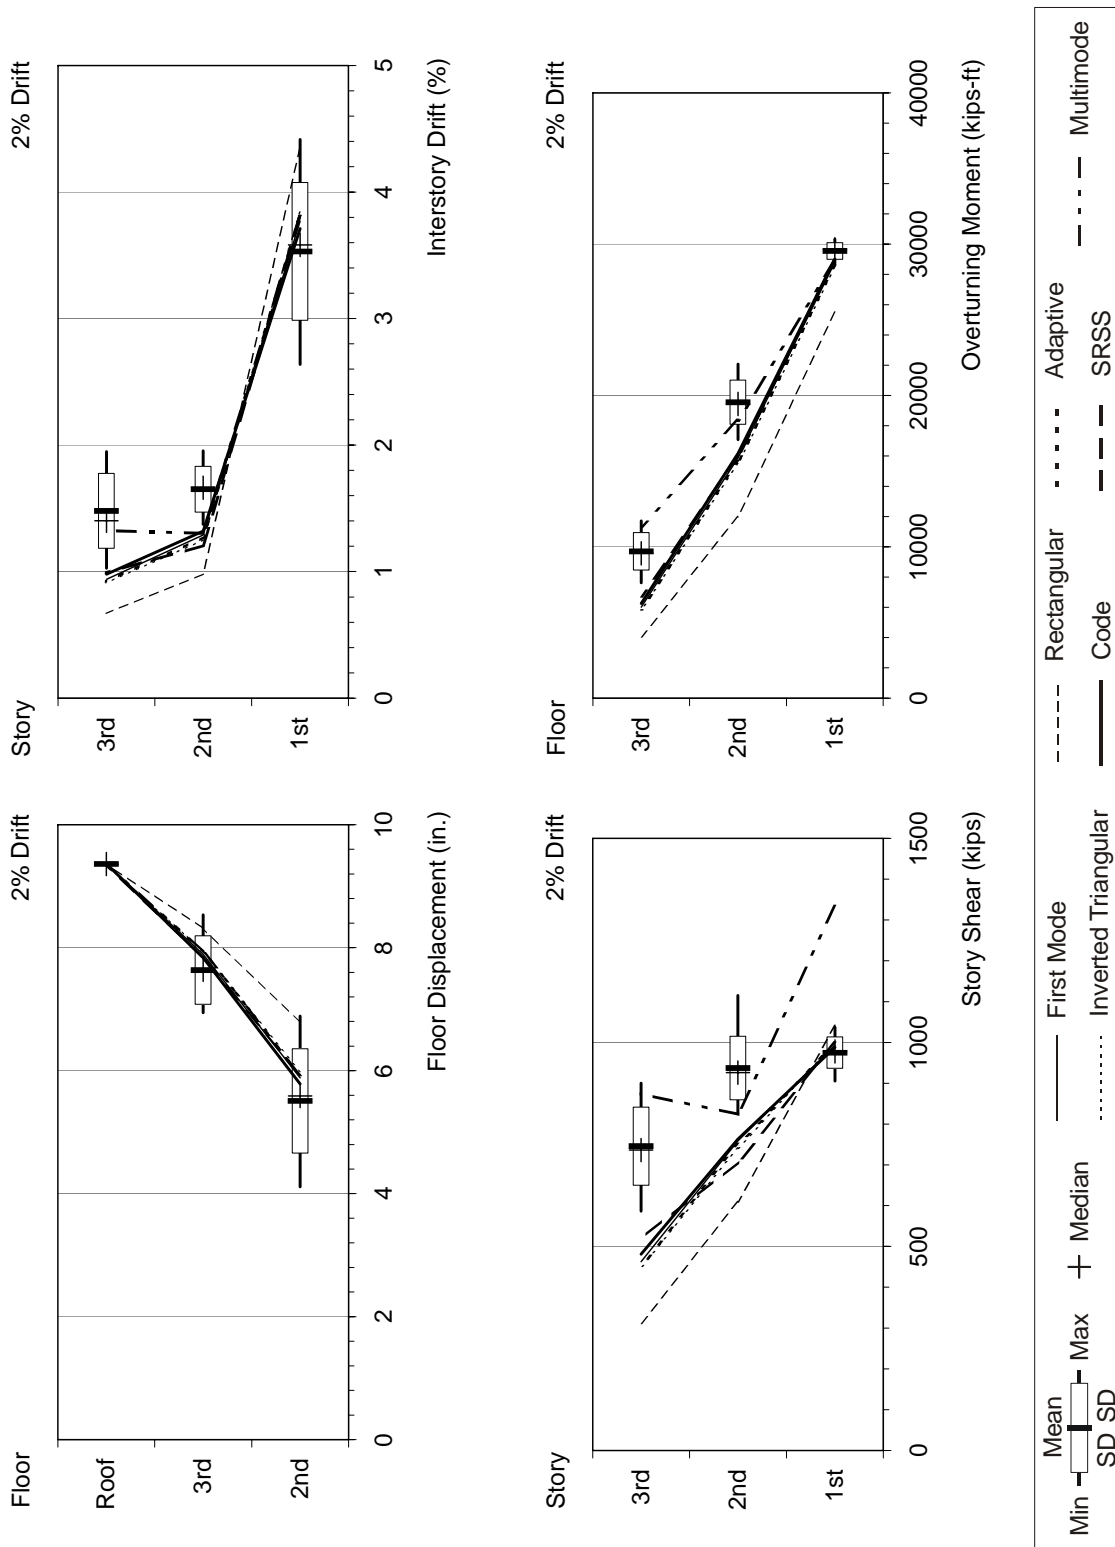 Floor 2% Drift
Roof
3rd
2nd
0 2 4 6 8 10
Floor Displacement (in.)
Story 2% Drift
3rd
2nd
1st
0 1 2 3 4 5
Interstory Drift (%)
Story 2% Drift
3rd
2nd
1st
0 500 1000 1500
Story Shear (kips)
Floor 2% Drift
3rd
2nd
1st
0 10000 20000 30000 40000
Overturning Moment (kips-ft)
Mean
Min Max Median
SD SD
First Mode Rectangular Adaptive Multimode
Inverted Triangular Code SRSS